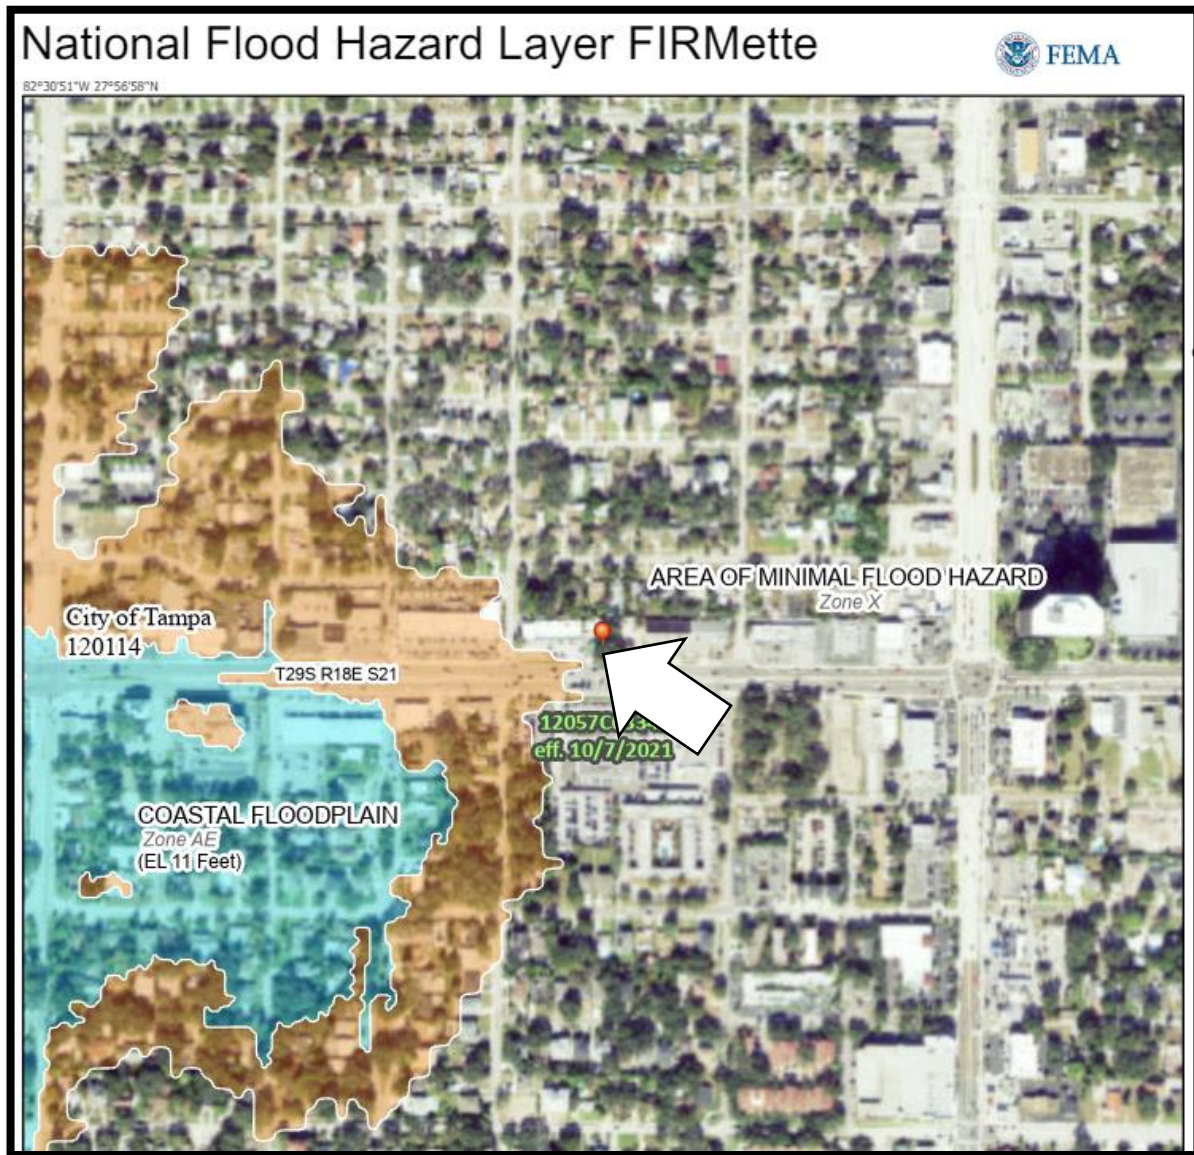 National Flood Hazard Layer FIRMette
FEMA
82°30'51"W 27°56'58"N
AREA OF MINIMAL FLOOD HAZARD
Zone X
City of Tampa
120114
T29S R18E S21
eff. 10/7/2021
COASTAL FLOODPLAIN
Zone AE
(EL 11 Feet)